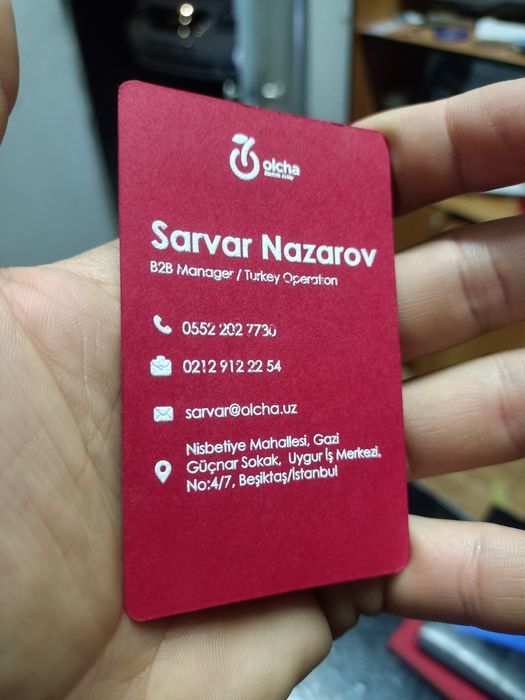 olcha
Sarvar Nazarov
B2B Manager / Turkey Operation
0552 202 7730
0212 912 22 54
sarvar@olcha.uz
Nisbetiye Mahallesi, Gazi
Güçnar Sokak, Uygur İş Merkezi.
No:4/7, Beşiktaş/İstanbul